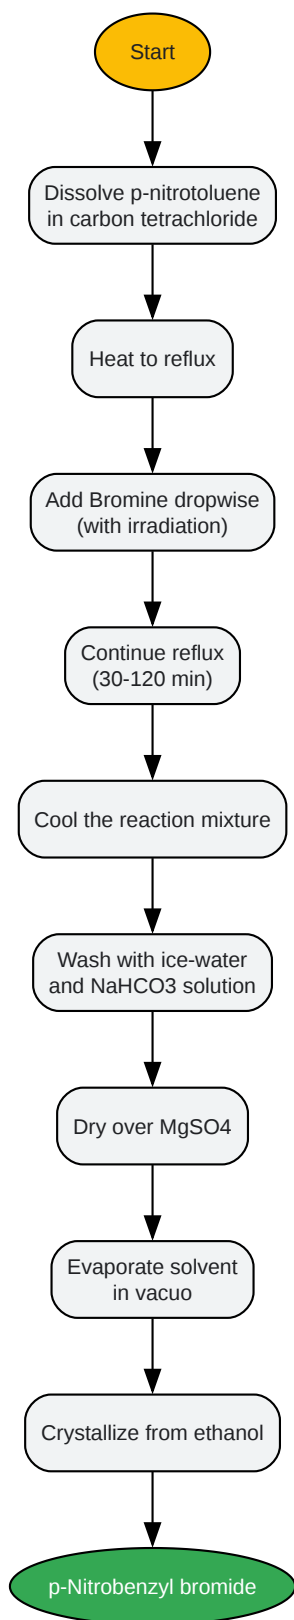 Start
Dissolve p-nitrotoluene
in carbon tetrachloride
Heat to reflux
Add Bromine dropwise
(with irradiation)
Continue reflux
(30-120 min)
Cool the reaction mixture
Wash with ice-water
and NaHCO3 solution
Dry over MgSO4
Evaporate solvent
in vacuo
Crystallize from ethanol
p-Nitrobenzyl bromide